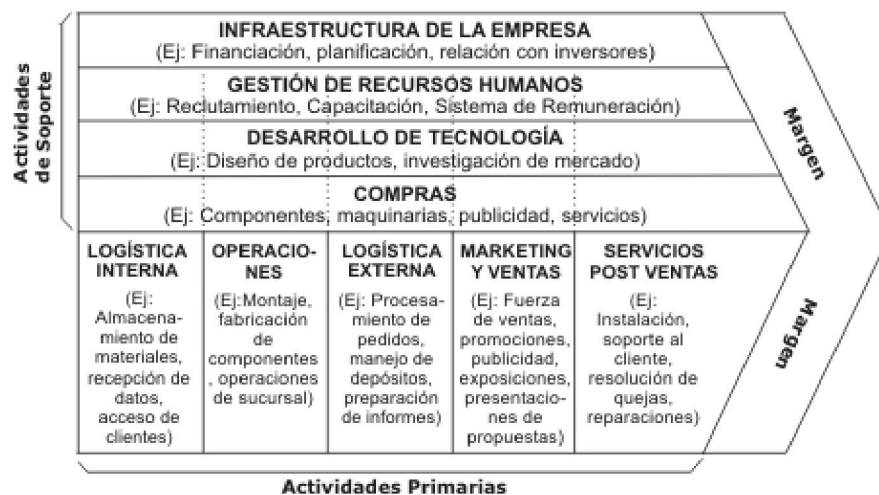 Actividades
de Soporte
INFRAESTRUCTURA DE LA EMPRESA
(Ej: Financiación, planificación, relación con inversores)
GESTIÓN DE RECURSOS HUMANOS
(Ej: Reclutamiento, Capacitación, Sistema de Remuneración)
DESARROLLO DE TECNOLOGÍA
(Ej: Diseño de productos, investigación de mercado)
COMPRAS
(Ej: Componentes, maquinarias, publicidad, servicios)
Margen
LOGÍSTICA
INTERNA
(Ej:
Almacena-
miento de
materiales,
recepción de
datos,
acceso de
clientes)
OPERACIO-
NES
(Ej:Montaje,
fabricación
de
componentes
, operaciones
de sucursal)
LOGÍSTICA
EXTERNA
(Ej: Procesa-
miento de
pedidos,
manejo de
depósitos,
preparación
de informes)
MARKETING
Y VENTAS
(Ej: Fuerza
de ventas,
promociones,
publicidad,
exposiciones,
presentacio-
nes de
propuestas)
SERVICIOS
POST VENTAS
(Ej:
Instalación,
soporte al
cliente,
resolución de
quejas,
reparaciones)
Margen
Actividades Primarias